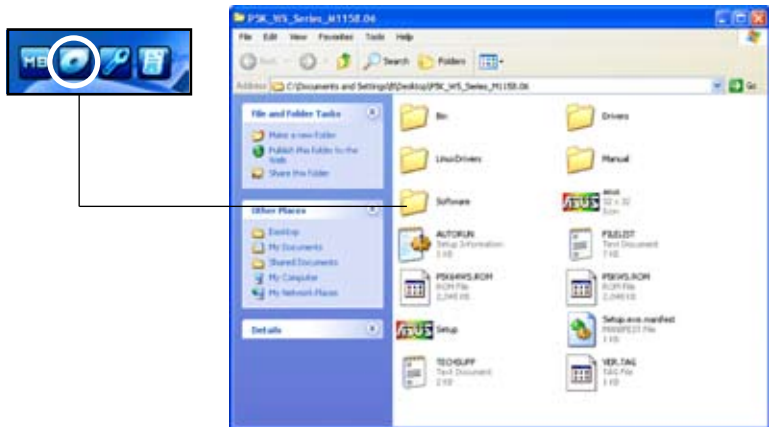 P5K_WS_Series_M1158.06
File Edit View Favorites Tools Help
Back Search Folders
Address C:\Documents and Settings\fl\Desktop\P5K_WS_Series_M1158.06 Go
MB
File and Folder Tasks
Make a new folder
Publish this folder to the Web
Share this folder
Other Places
Desktop
My Documents
Shared Documents
My Computer
My Network Places
Details
Bin
Drivers
LinuxDrivers
Manual
Software
asus
32 x 32
Icon
AUTORUN
Setup Information
1 KB
FILELIST
Text Document
7 KB
P5K64WS.ROM
ROM File
2,048 KB
P5KWS.ROM
ROM File
2,048 KB
Setup
Setup.exe.manifest
MANIFEST File
1 KB
TECHSUPP
Text Document
2 KB
VER.TAG
TAG File
1 KB